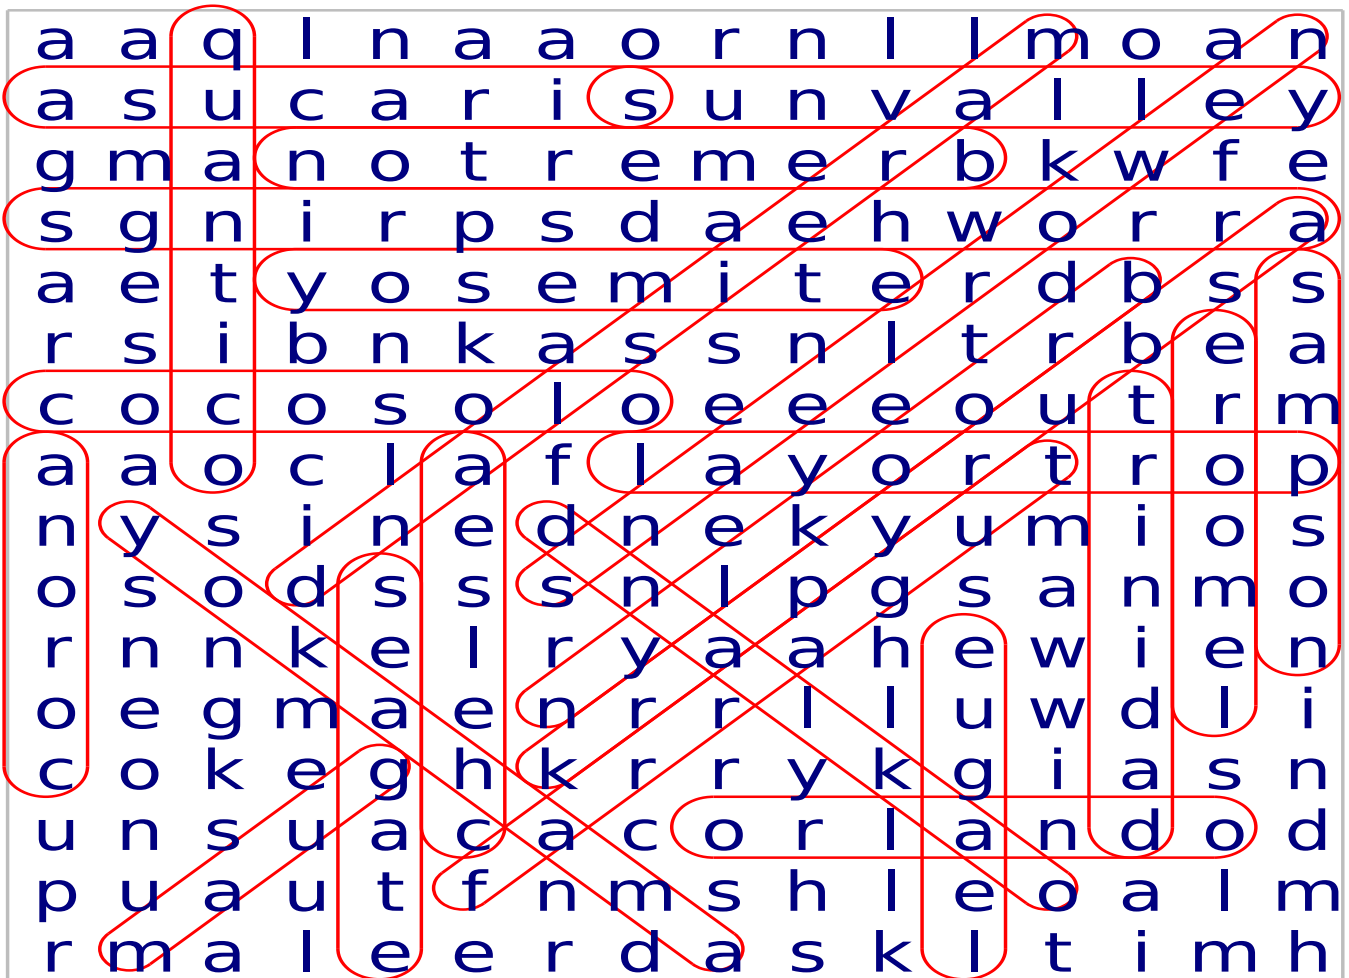 a a q l n a a o r n l l m o a n
a s u c a r i s u n v a l l e y
g m a n o t r e m e r b k w f e
s g n i r p s d a e h w o r r a
a e t y o s e m i t e r d b s s
r s i b n k a s s n l t r b e a
c o c o s o l o e e e o u t r m
a a o c l a f l a y o r t r o p
n y s i n e d n e k y u m i o s
o s o d s s s n l p g s a n m o
r n n k e l r y a a h e w i e n
o e g m a e n r r l l u w d l i
c o k e g h k r r y k g i a s n
u n s u a c a c o r l a n d o d
p u a u t f n m s h l e o a l m
r m a l e e r d a s k l t i m h